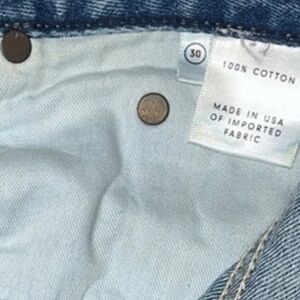 30
100% COTTON
MADE IN USA
OF IMPORTED
FABRIC